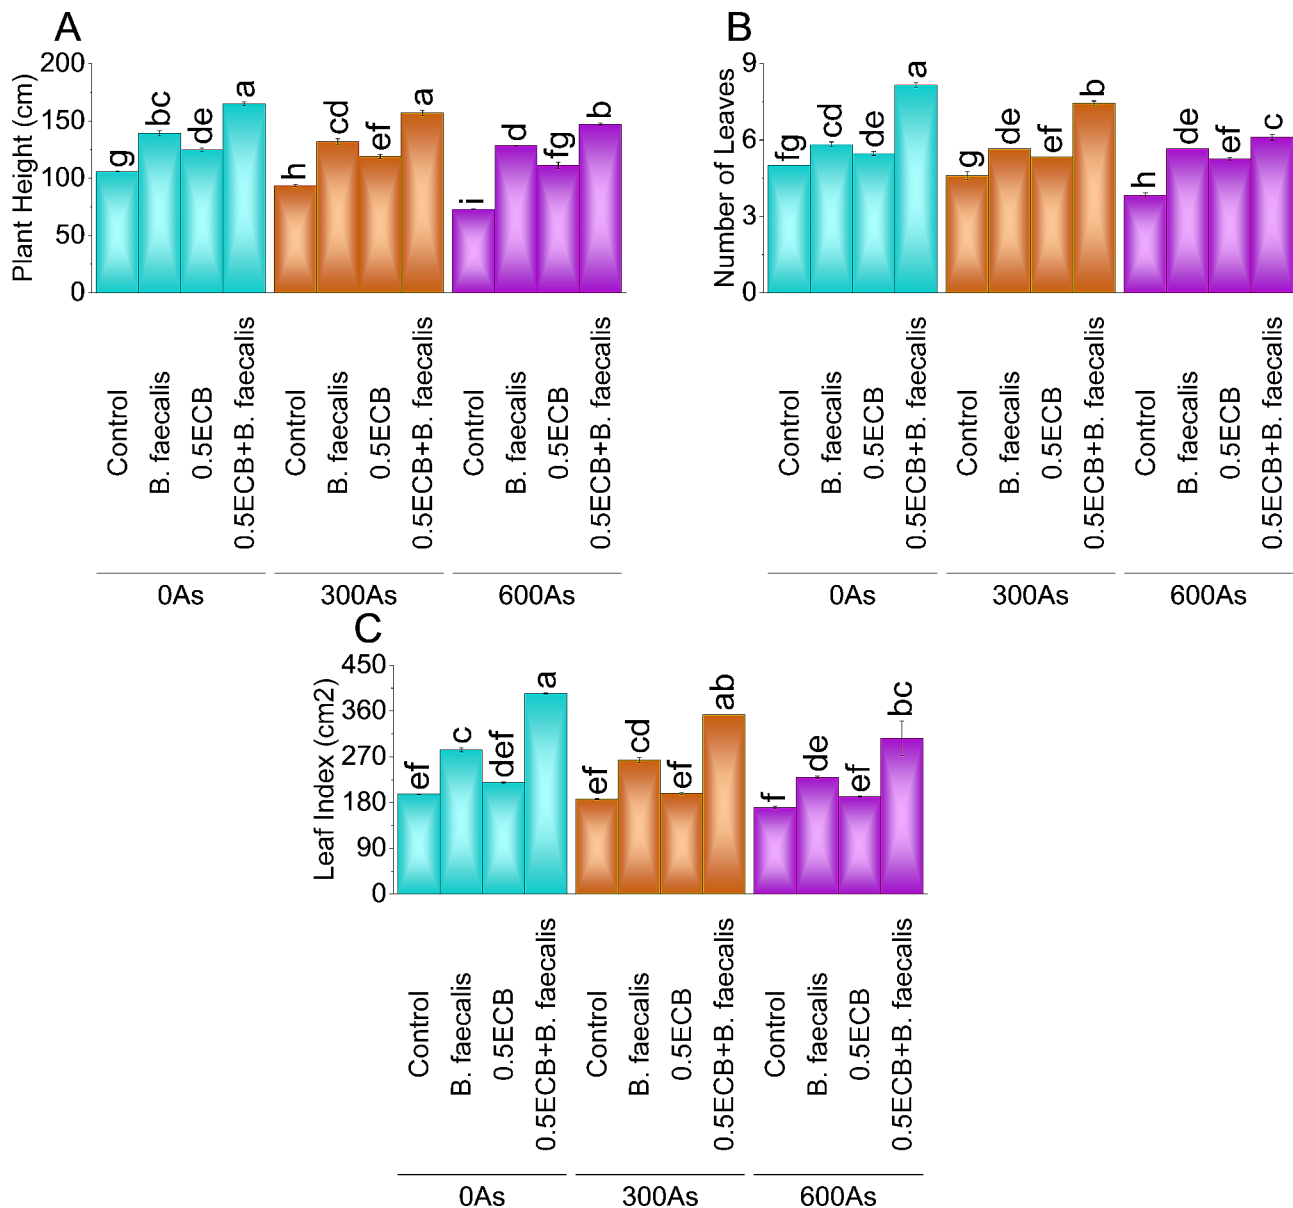 A
Plant Height (cm)
200
150
100
50
0
g
bc
de
a
h
cd
ef
a
i
d
fg
b
Control
B. faecalis
0.5ECB
0.5ECB+B. faecalis
Control
B. faecalis
0.5ECB
0.5ECB+B. faecalis
Control
B. faecalis
0.5ECB
0.5ECB+B. faecalis
0As
300As
600As
B
Number of Leaves
9
6
3
0
fg
cd
de
a
g
de
ef
b
h
de
ef
c
Control
B. faecalis
0.5ECB
0.5ECB+B. faecalis
Control
B. faecalis
0.5ECB
0.5ECB+B. faecalis
Control
B. faecalis
0.5ECB
0.5ECB+B. faecalis
0As
300As
600As
C
Leaf Index (cm2)
450
360
270
180
90
0
ef
c
def
a
ef
cd
ef
ab
f
de
ef
bc
Control
B. faecalis
0.5ECB
0.5ECB+B. faecalis
Control
B. faecalis
0.5ECB
0.5ECB+B. faecalis
Control
B. faecalis
0.5ECB
0.5ECB+B. faecalis
0As
300As
600As